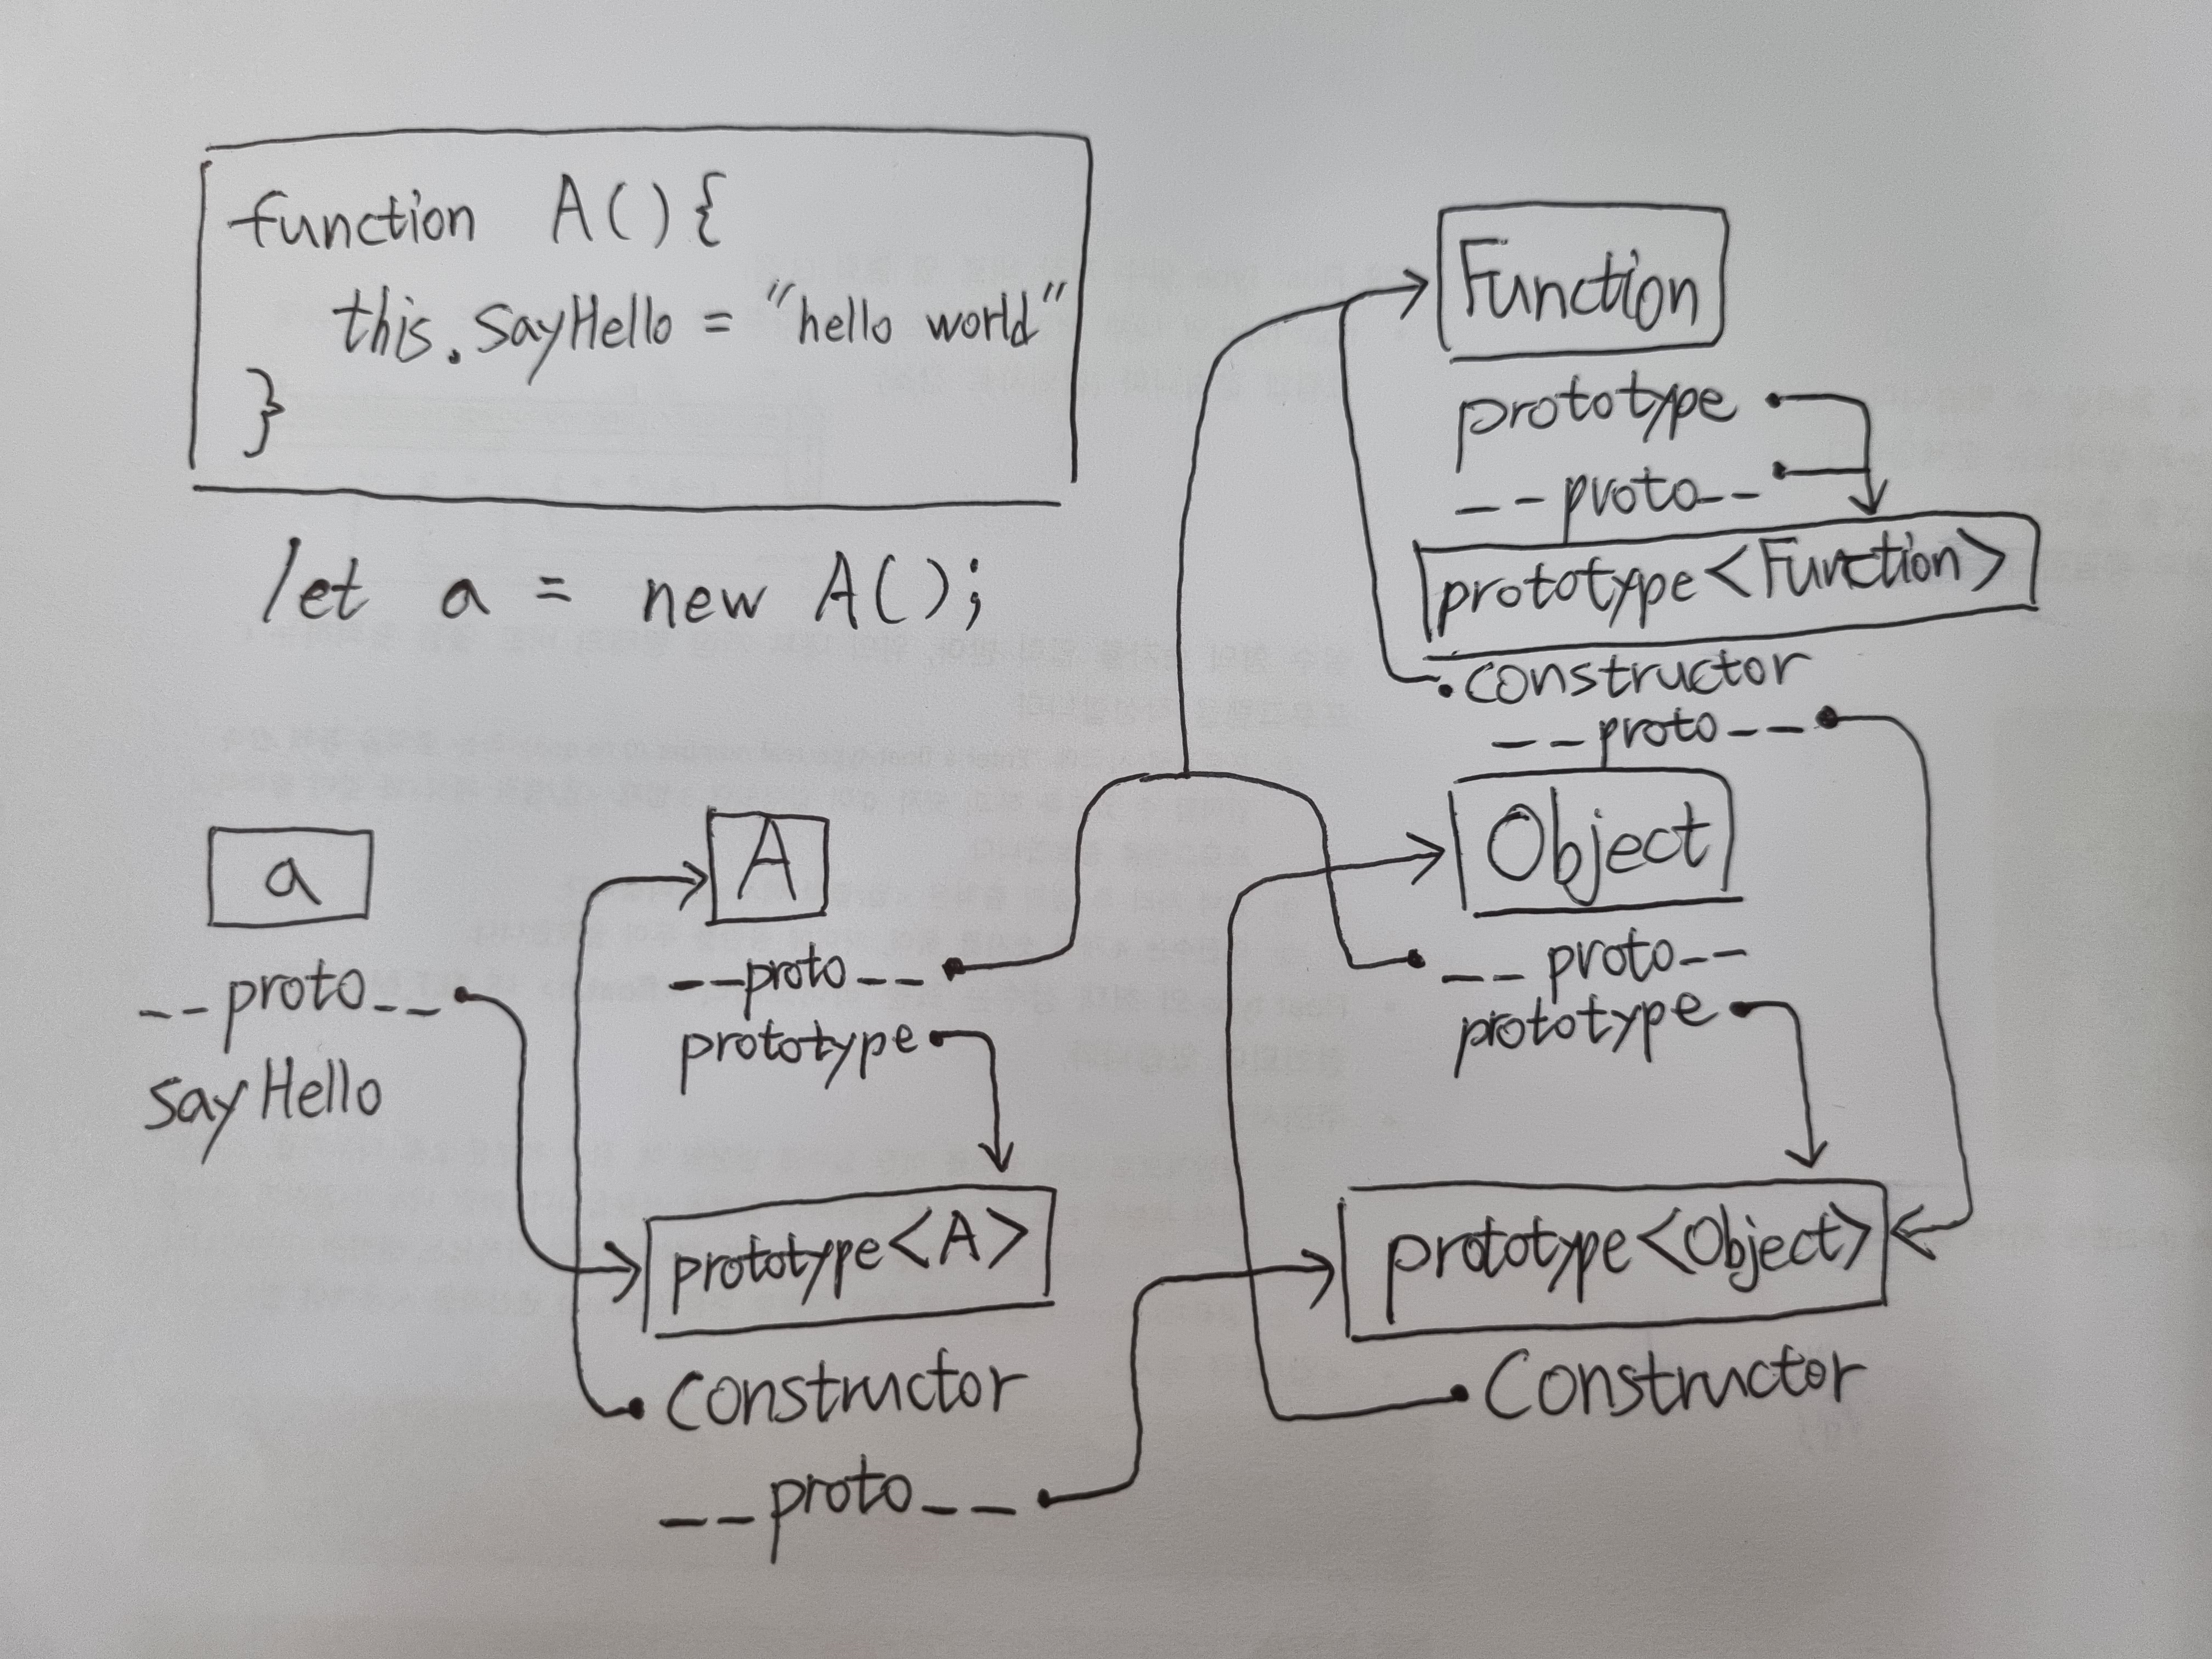 function A(){
this.sayHello = "hello world"
}
let a = new A();
Function
prototype
__proto__
prototype<Function>
.constructor
__proto__
a
__proto__
sayHello
A
__proto__
prototype
prototype<A>
constructor
__proto__
Object
__proto__
prototype
prototype<Object>
Constructor